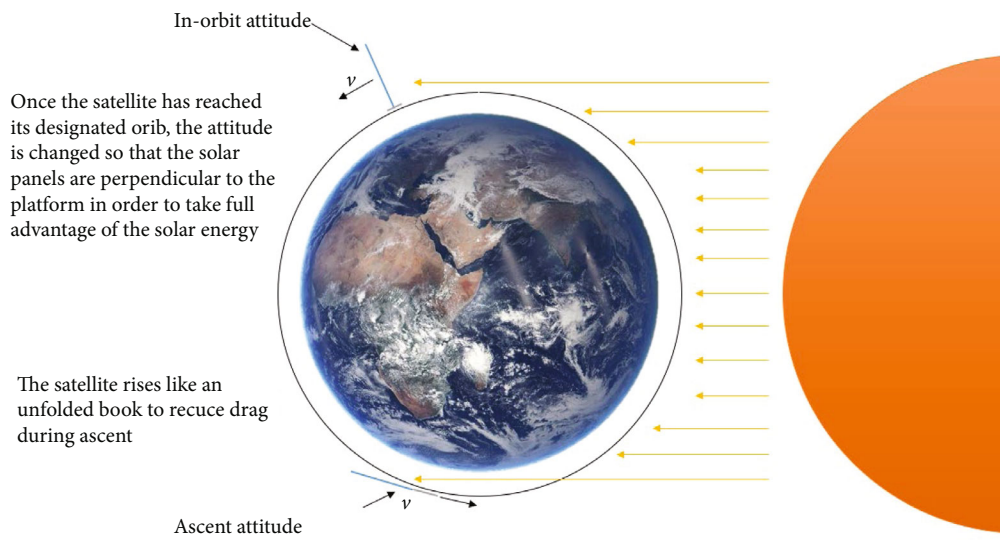 In-orbit attitude
ν
Once the satellite has reached
its designated orib, the attitude
is changed so that the solar
panels are perpendicular to the
platform in order to take full
advantage of the solar energy
The satellite rises like an
unfolded book to recuce drag
during ascent
ν
Ascent attitude